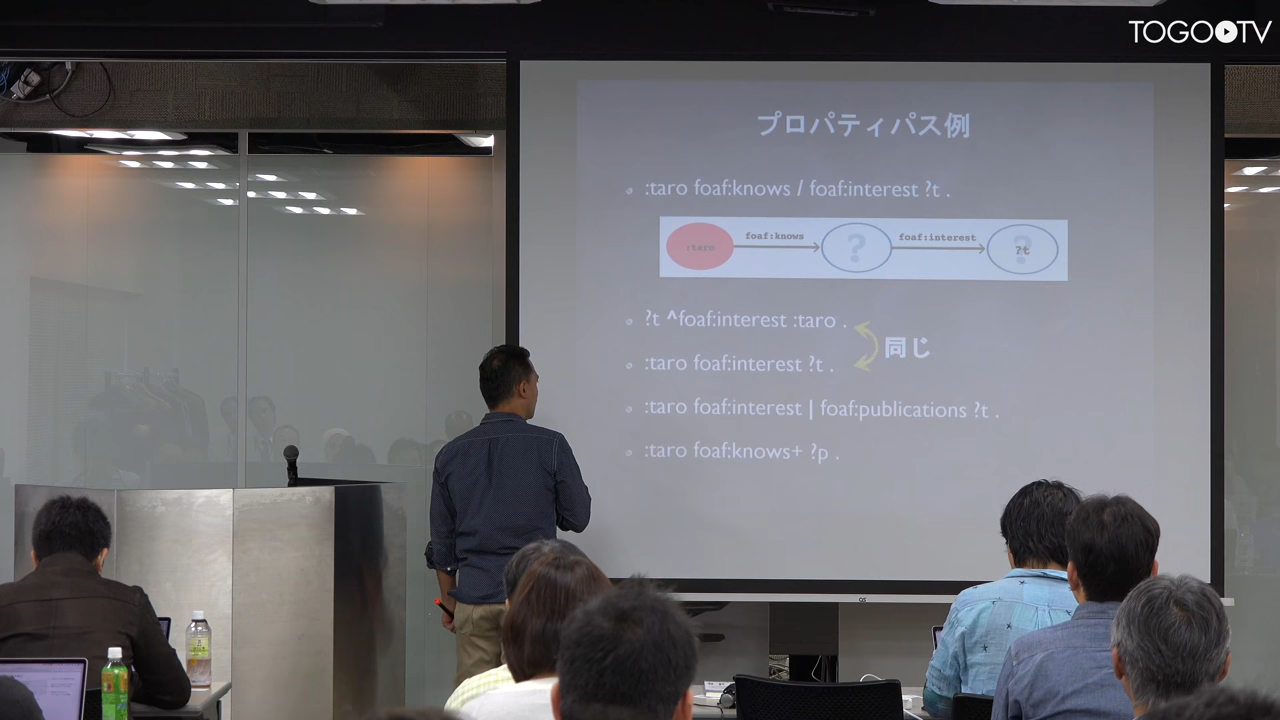 TOGO TV
プロパティパス例
:taro foaf:knows / foaf:interest ?t .
:taro foaf:knows ? foaf:interest ? ?t
?t ^foaf:interest :taro .
:taro foaf:interest ?t .
同じ
:taro foaf:interest | foaf:publications ?t .
:taro foaf:knows+ ?p .
OS